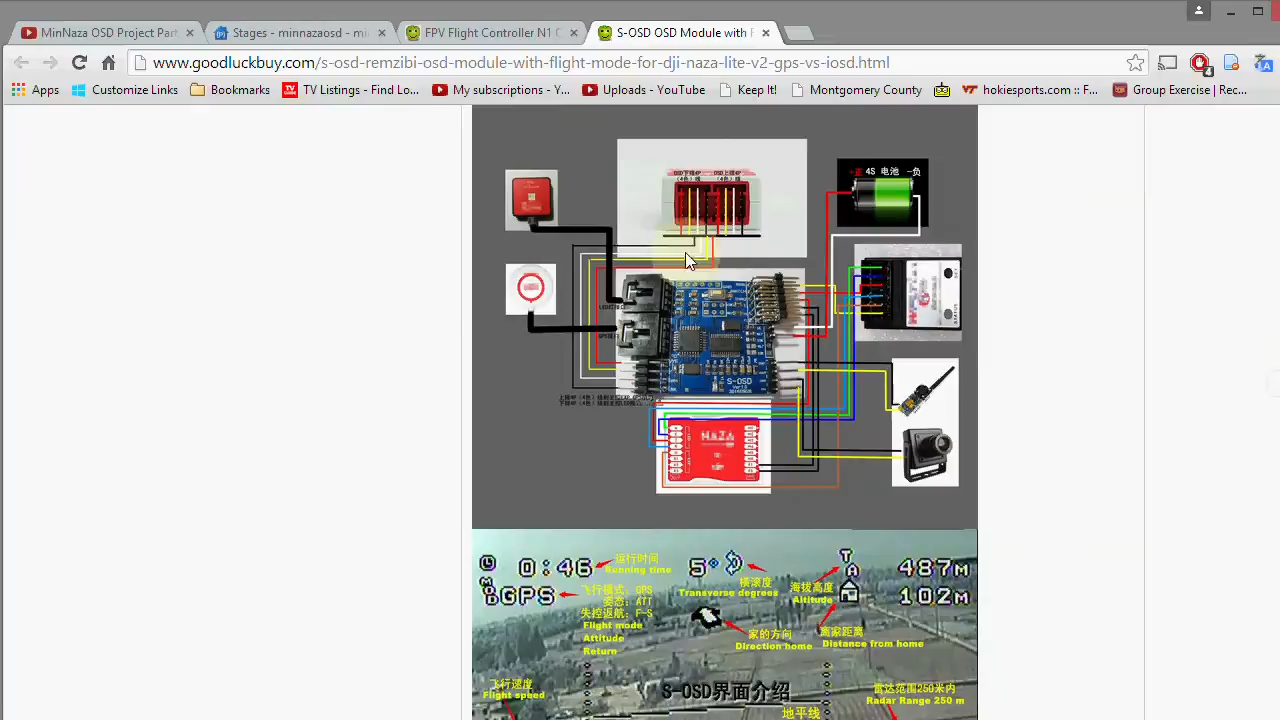 MinNaza OSD Project Part
Stages - minnazaosd - mi
FPV Flight Controller N1 C
S-OSD OSD Module with F
www.goodluckbuy.com/s-osd-remzibi-osd-module-with-flight-mode-for-dji-naza-lite-v2-gps-vs-iosd.html
Apps
Customize Links
Bookmarks
TV Listings - Find Lo...
My subscriptions - Y...
Uploads - YouTube
Keep It!
Montgomery County
hokiesports.com :: F...
Group Exercise | Rec...
+正 4S 电池 -负
S-OSD
NAZA
0:46
运行时间
Running time
5°
横滚度
Transverse degrees
海拔高度
Altitude
487M
GPS
飞行模式: GPS
姿态: ATT
失控返航: F-S
Flight mode
Attitude
Return
家的方向
Direction home
离家距离
Distance from home
102M
飞行速度
Flight speed
S-OSD界面介绍
地平线
雷达范围250米内
Radar Range 250 m